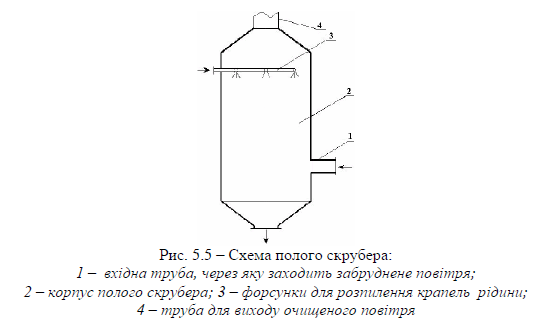 4
3
2
1
Рис. 5.5 – Схема полого скрубера:
1 – вхідна труба, через яку заходить забруднене повітря;
2 – корпус полого скрубера; 3 – форсунки для розпилення крапель рідини;
4 – труба для виходу очищеного повітря